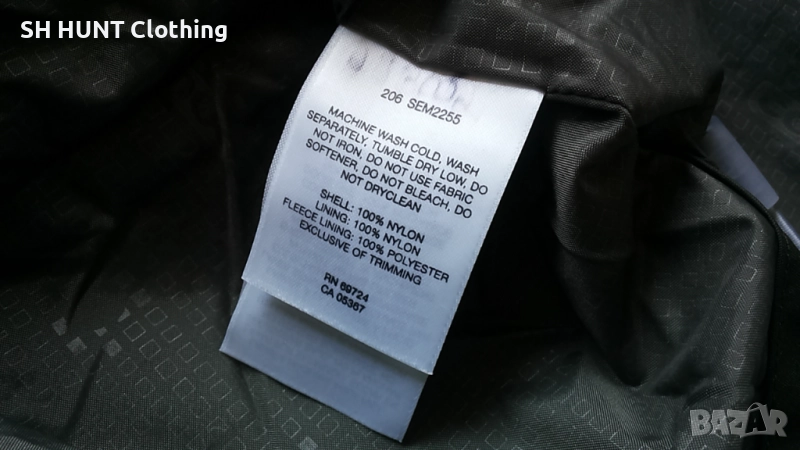 SH HUNT Clothing
206 SEM2255
MACHINE WASH COLD, WASH
SEPARATELY, TUMBLE DRY LOW, DO
NOT IRON, DO NOT USE FABRIC
SOFTENER, DO NOT BLEACH, DO
NOT DRYCLEAN
SHELL: 100% NYLON
LINING: 100% NYLON
FLEECE LINING: 100% POLYESTER
EXCLUSIVE OF TRIMMING
RN 69724
CA 05367
BAZAR